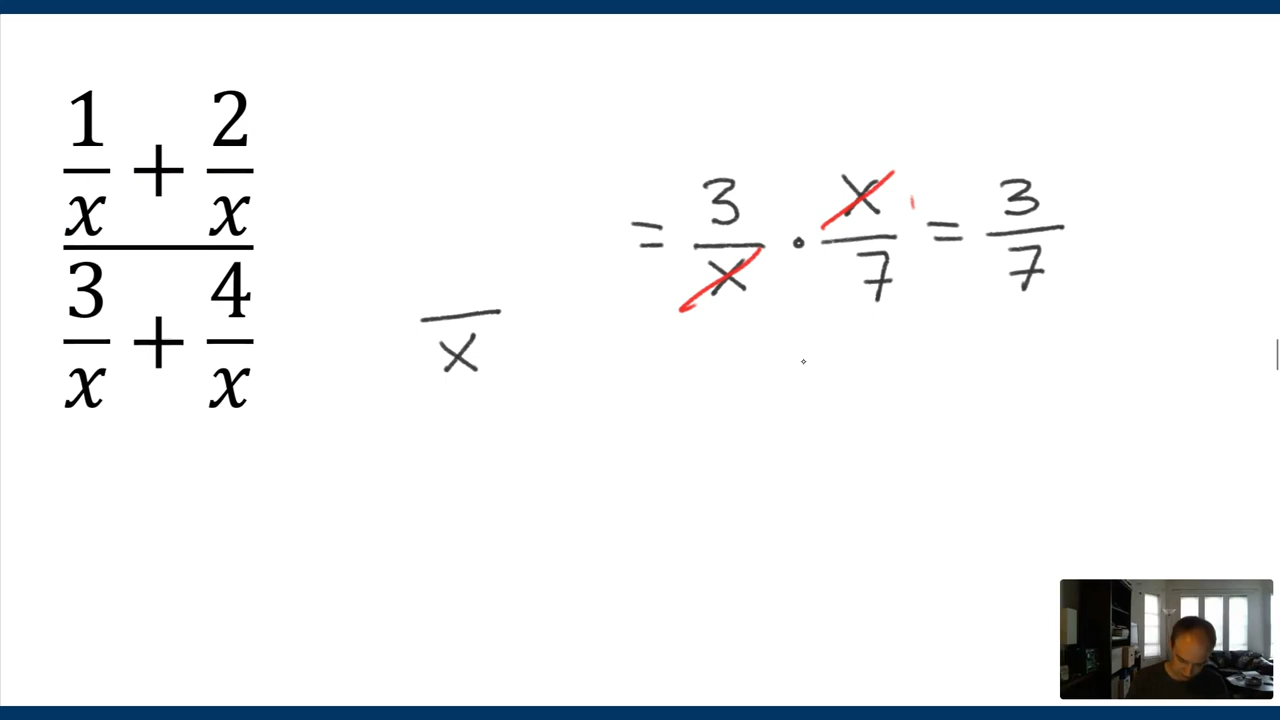 1/x + 2/x
3/x + 4/x
= 3/x · x/7 = 3/7
/x